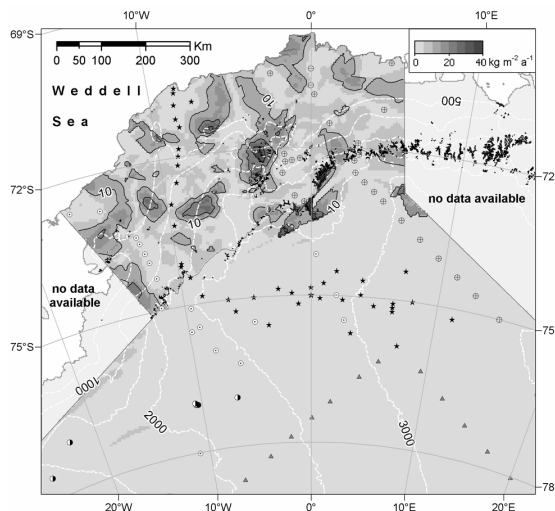 10°W 0° 10°E
69°S
0 50 100 200 300 Km
0 20 40 kg m⁻² a⁻¹
Weddell
Sea
10
500
72°S
10
10
10
72°
no data available
no data
available
75°S
75
1000
2000
3000
78
20°W 10°W 0° 10°E 20°E